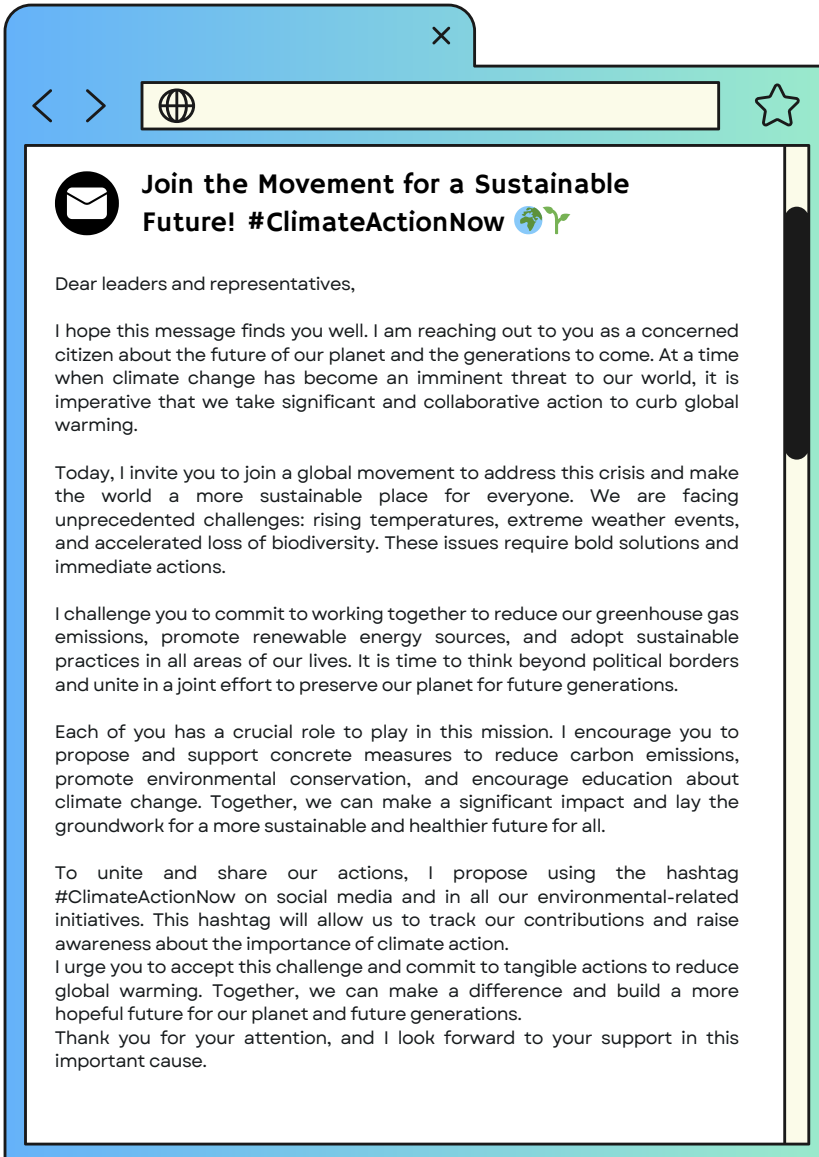 Join the Movement for a Sustainable
Future! #ClimateActionNow 🌍🌱
Dear leaders and representatives,
I hope this message finds you well. I am reaching out to you as a concerned
citizen about the future of our planet and the generations to come. At a time
when climate change has become an imminent threat to our world, it is
imperative that we take significant and collaborative action to curb global
warming.
Today, I invite you to join a global movement to address this crisis and make
the world a more sustainable place for everyone. We are facing
unprecedented challenges: rising temperatures, extreme weather events,
and accelerated loss of biodiversity. These issues require bold solutions and
immediate actions.
I challenge you to commit to working together to reduce our greenhouse gas
emissions, promote renewable energy sources, and adopt sustainable
practices in all areas of our lives. It is time to think beyond political borders
and unite in a joint effort to preserve our planet for future generations.
Each of you has a crucial role to play in this mission. I encourage you to
propose and support concrete measures to reduce carbon emissions,
promote environmental conservation, and encourage education about
climate change. Together, we can make a significant impact and lay the
groundwork for a more sustainable and healthier future for all.
To unite and share our actions, I propose using the hashtag
#ClimateActionNow on social media and in all our environmental-related
initiatives. This hashtag will allow us to track our contributions and raise
awareness about the importance of climate action.
I urge you to accept this challenge and commit to tangible actions to reduce
global warming. Together, we can make a difference and build a more
hopeful future for our planet and future generations.
Thank you for your attention, and I look forward to your support in this
important cause.